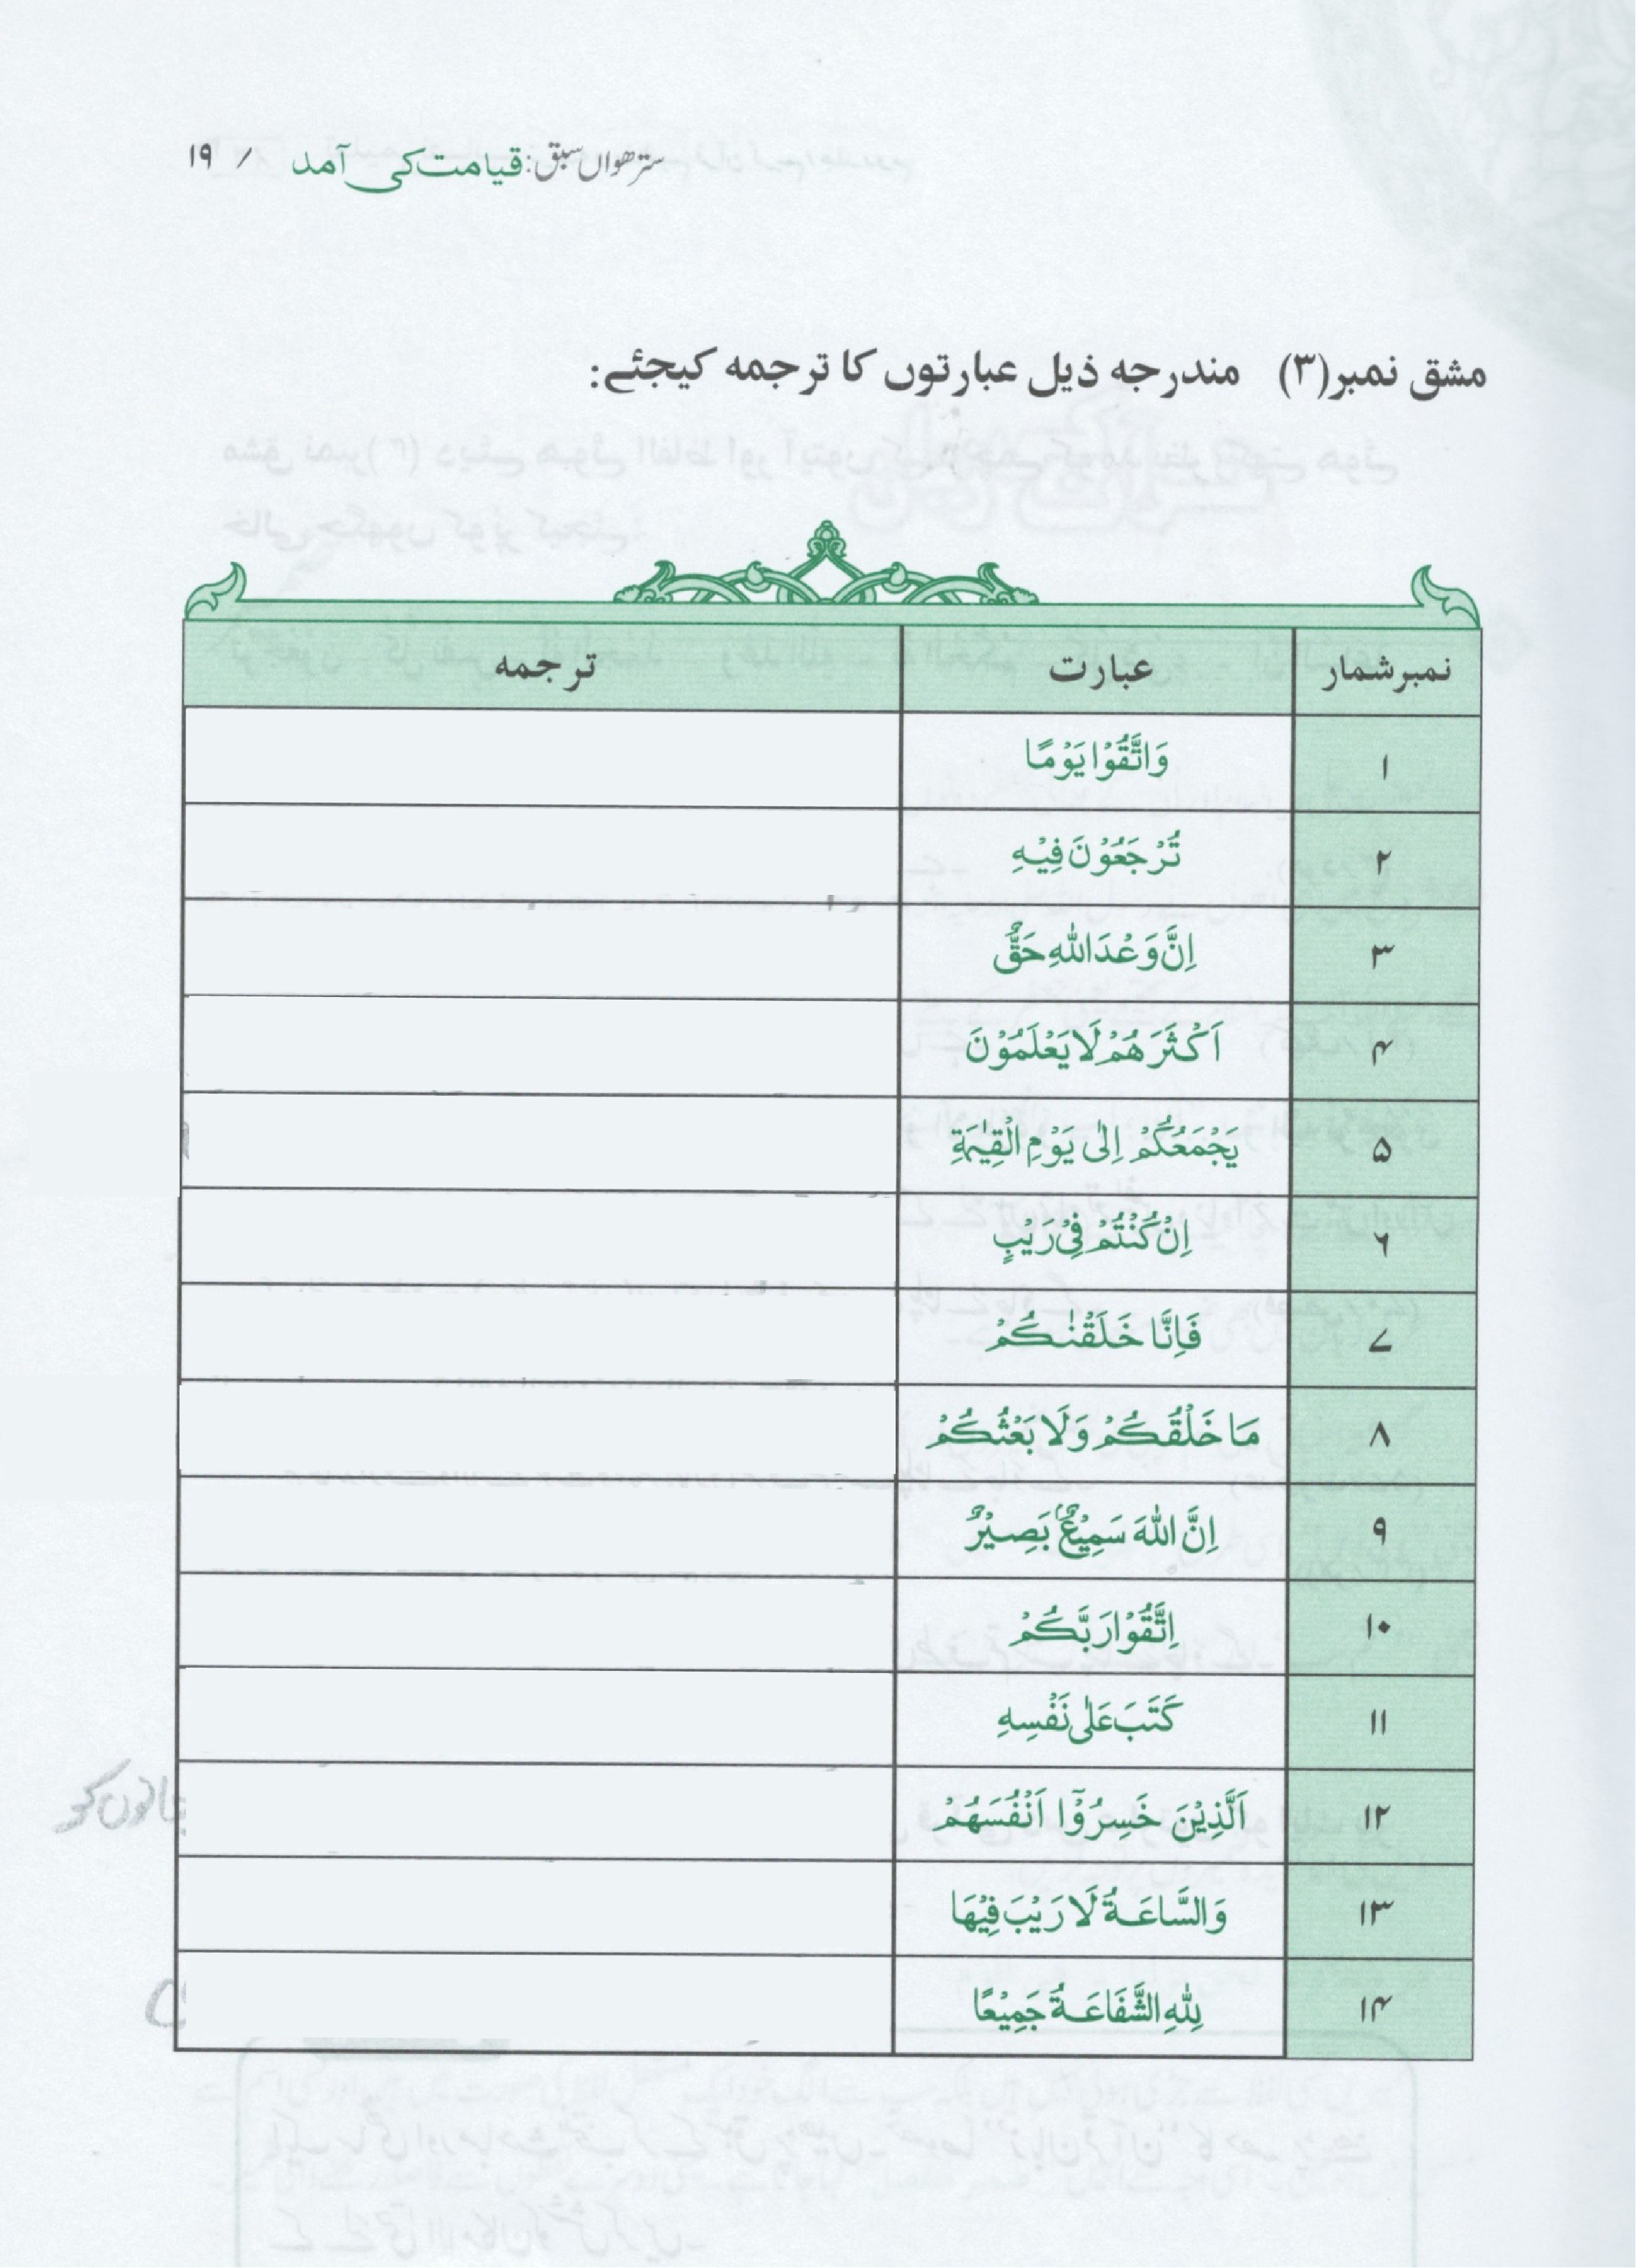 سترھواں سبق: قیامت کی آمد / ۱۹
مشق نمبر(۳) مندرجہ ذیل عبارتوں کا ترجمہ کیجئے:
نمبرشمار عبارت ترجمہ
۱ وَاتَّقُوْا يَوْمًا
۲ تُرْجَعُوْنَ فِيْهِ
۳ اِنَّ وَعْدَ اللّٰهِ حَقٌّ
۴ اَكْثَرَهُمْ لَا يَعْلَمُوْنَ
۵ يَجْمَعُكُمْ اِلٰى يَوْمِ الْقِيٰمَةِ
۶ اِنْ كُنْتُمْ فِيْ رَيْبٍ
۷ فَاِنَّا خَلَقْنٰكُمْ
۸ مَا خَلْقُكُمْ وَلَا بَعْثُكُمْ
۹ اِنَّ اللّٰهَ سَمِيْعٌۢ بَصِيْرٌ
۱۰ اِتَّقُوْا رَبَّكُمْ
۱۱ كَتَبَ عَلٰى نَفْسِهِ
۱۲ اَلَّذِيْنَ خَسِرُوْٓا اَنْفُسَهُمْ
۱۳ وَالسَّاعَةُ لَا رَيْبَ فِيْهَا
۱۴ لِلّٰهِ الشَّفَاعَةُ جَمِيْعًا